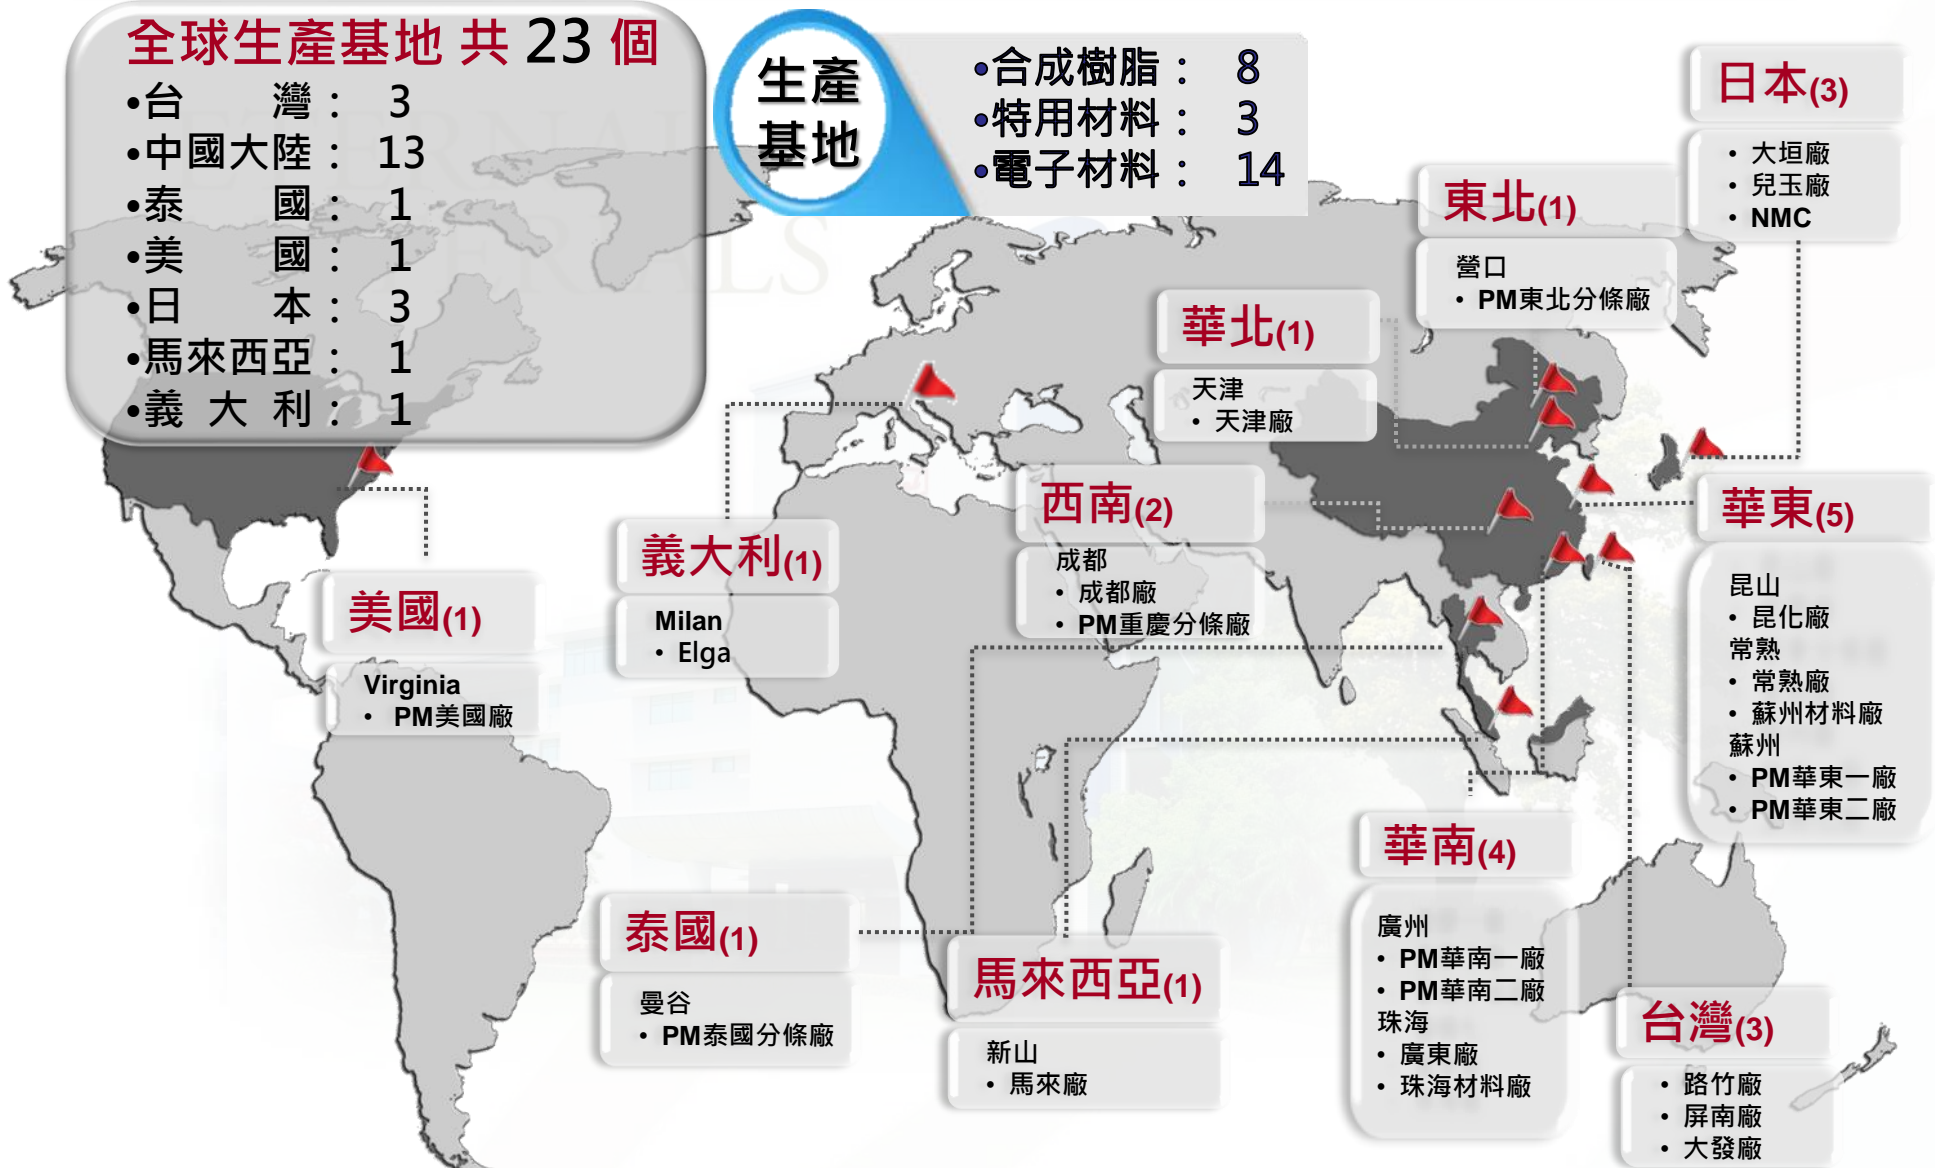 全球生產基地 共 23 個
•台灣： 3
•中國大陸： 13
•泰國： 1
•美國： 1
•日本： 3
•馬來西亞： 1
•義大利： 1
生產
基地
•合成樹脂： 8
•特用材料： 3
•電子材料： 14
日本(3)
• 大垣廠
• 兒玉廠
• NMC
東北(1)
營口
• PM東北分條廠
華北(1)
天津
• 天津廠
西南(2)
成都
• 成都廠
• PM重慶分條廠
華東(5)
昆山
• 昆化廠
常熟
• 常熟廠
• 蘇州材料廠
蘇州
• PM華東一廠
• PM華東二廠
義大利(1)
Milan
• Elga
美國(1)
Virginia
• PM美國廠
泰國(1)
曼谷
• PM泰國分條廠
馬來西亞(1)
新山
• 馬來廠
華南(4)
廣州
• PM華南一廠
• PM華南二廠
珠海
• 廣東廠
• 珠海材料廠
台灣(3)
• 路竹廠
• 屏南廠
• 大發廠